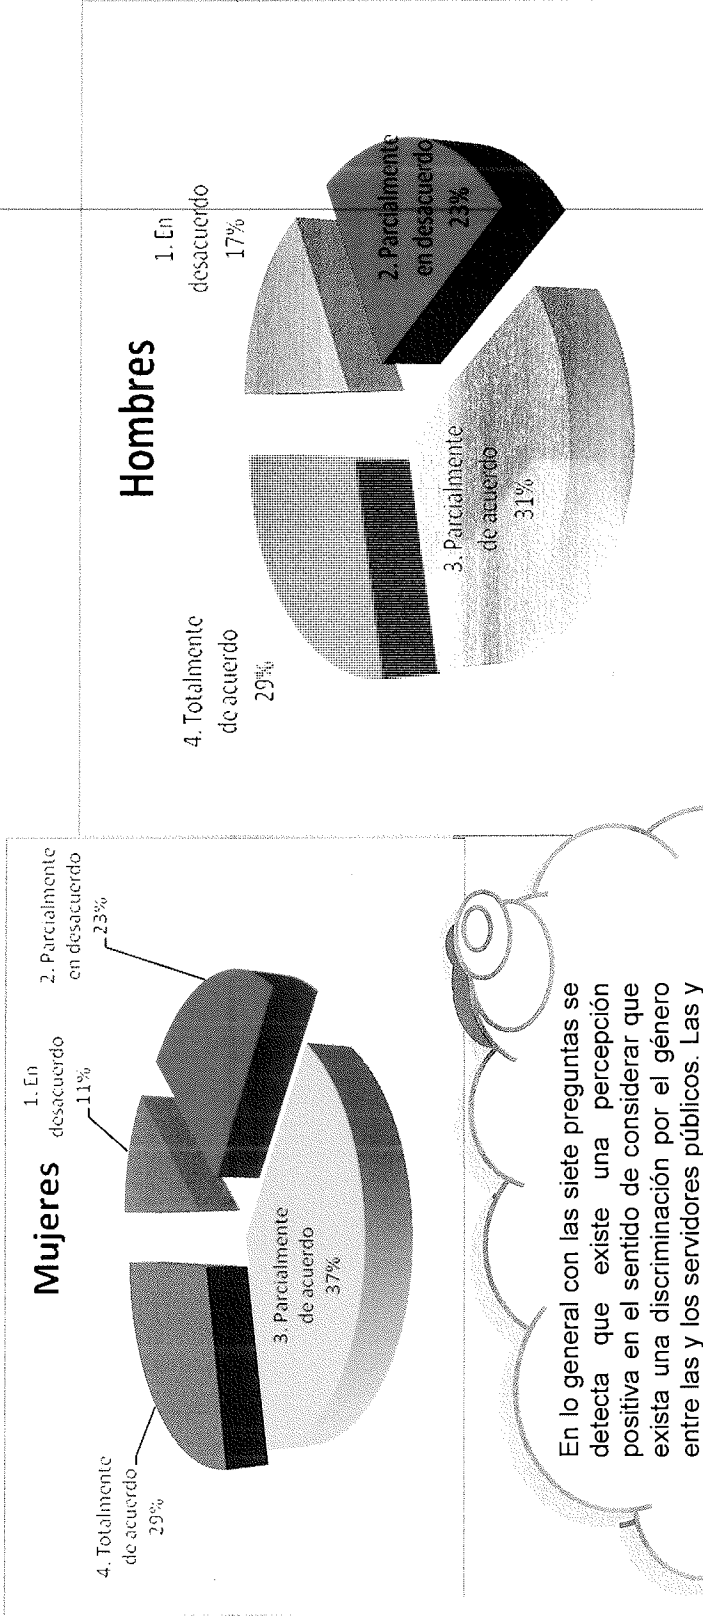 Mujeres
1. En
desacuerdo
11%
2. Parcialmente
en desacuerdo
23%
3. Parcialmente
de acuerdo
37%
4. Totalmente
de acuerdo
29%
Hombres
1. En
desacuerdo
17%
2. Parcialmente
en desacuerdo
23%
3. Parcialmente
de acuerdo
31%
4. Totalmente
de acuerdo
29%
En lo general con las siete preguntas se
detecta que existe una percepción
positiva en el sentido de considerar que
exista una discriminación por el género
entre las y los servidores públicos. Las y